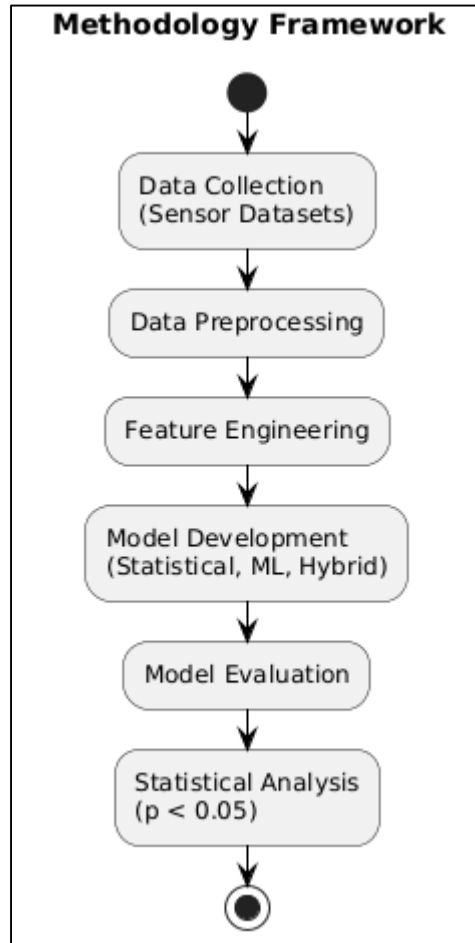 Methodology Framework
Data Collection
(Sensor Datasets)
Data Preprocessing
Feature Engineering
Model Development
(Statistical, ML, Hybrid)
Model Evaluation
Statistical Analysis
(p < 0.05)